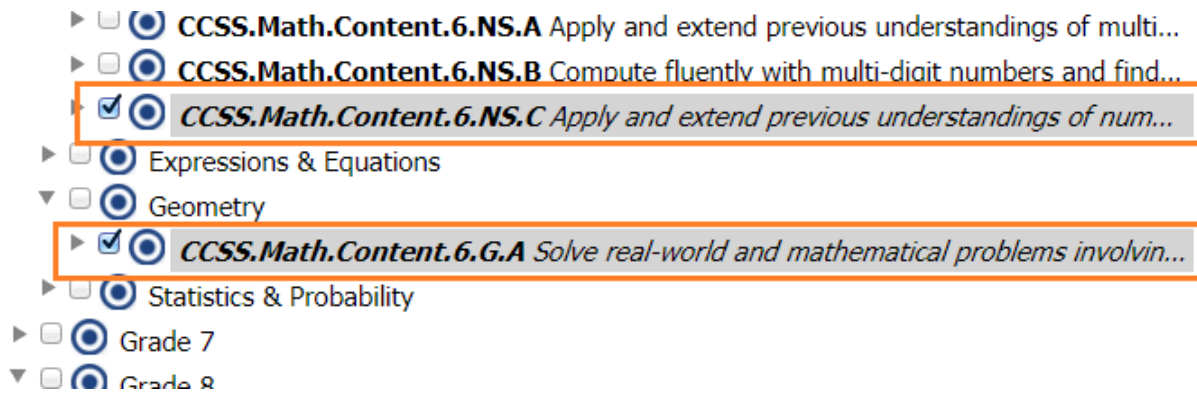 CCSS.Math.Content.6.NS.A Apply and extend previous understandings of multi...
CCSS.Math.Content.6.NS.B Compute fluently with multi-digit numbers and find...
CCSS.Math.Content.6.NS.C Apply and extend previous understandings of num...
Expressions & Equations
Geometry
CCSS.Math.Content.6.G.A Solve real-world and mathematical problems involvin...
Statistics & Probability
Grade 7
Grade 8